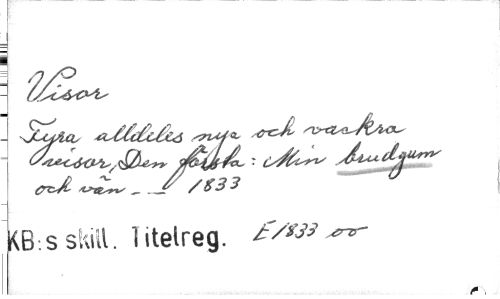 Visor
Fyra alldeles nya och vackra
visor, Den första: Min brudgum
och vän - - 1833
KB:s skill. Titelreg. E 1833 oo